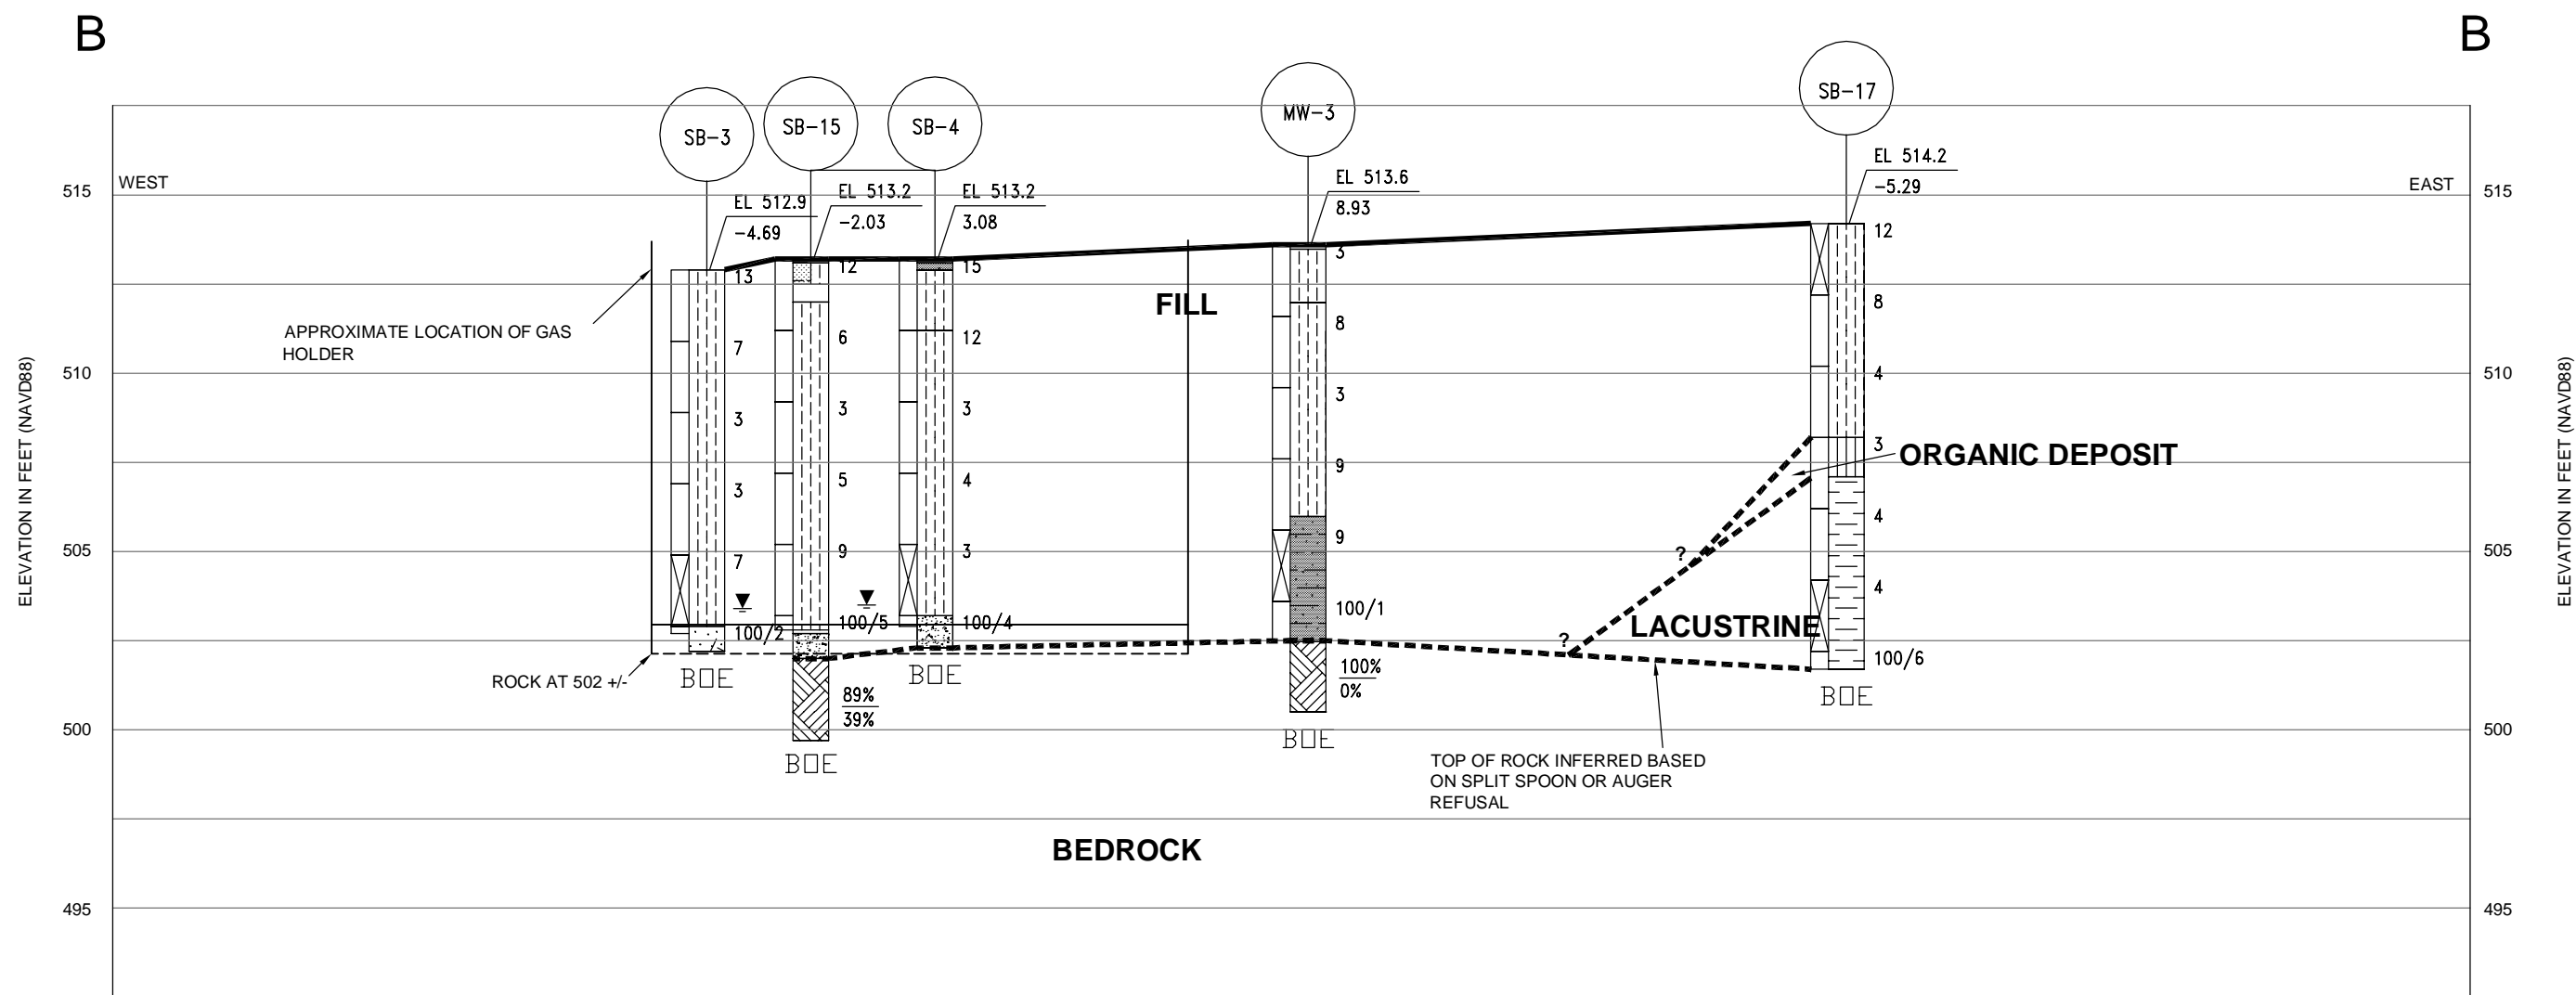 B
B
SB-3
SB-15
SB-4
MW-3
SB-17
WEST
EAST
515
515
EL 512.9
-4.69
EL 513.2
-2.03
EL 513.2
3.08
EL 513.6
8.93
EL 514.2
-5.29
13
7
3
3
7
100/2
12
6
3
5
9
100/5
15
12
3
4
3
100/4
3
8
3
9
9
100/1
12
8
4
3
4
4
100/6
FILL
APPROXIMATE LOCATION OF GAS
HOLDER
ELEVATION IN FEET (NAVD88)
ELEVATION IN FEET (NAVD88)
510
510
ORGANIC DEPOSIT
505
505
?
?
LACUSTRINE
ROCK AT 502 +/-
BOE
BOE
BOE
BOE
BOE
89%
39%
100%
0%
500
500
TOP OF ROCK INFERRED BASED
ON SPLIT SPOON OR AUGER
REFUSAL
BEDROCK
495
495